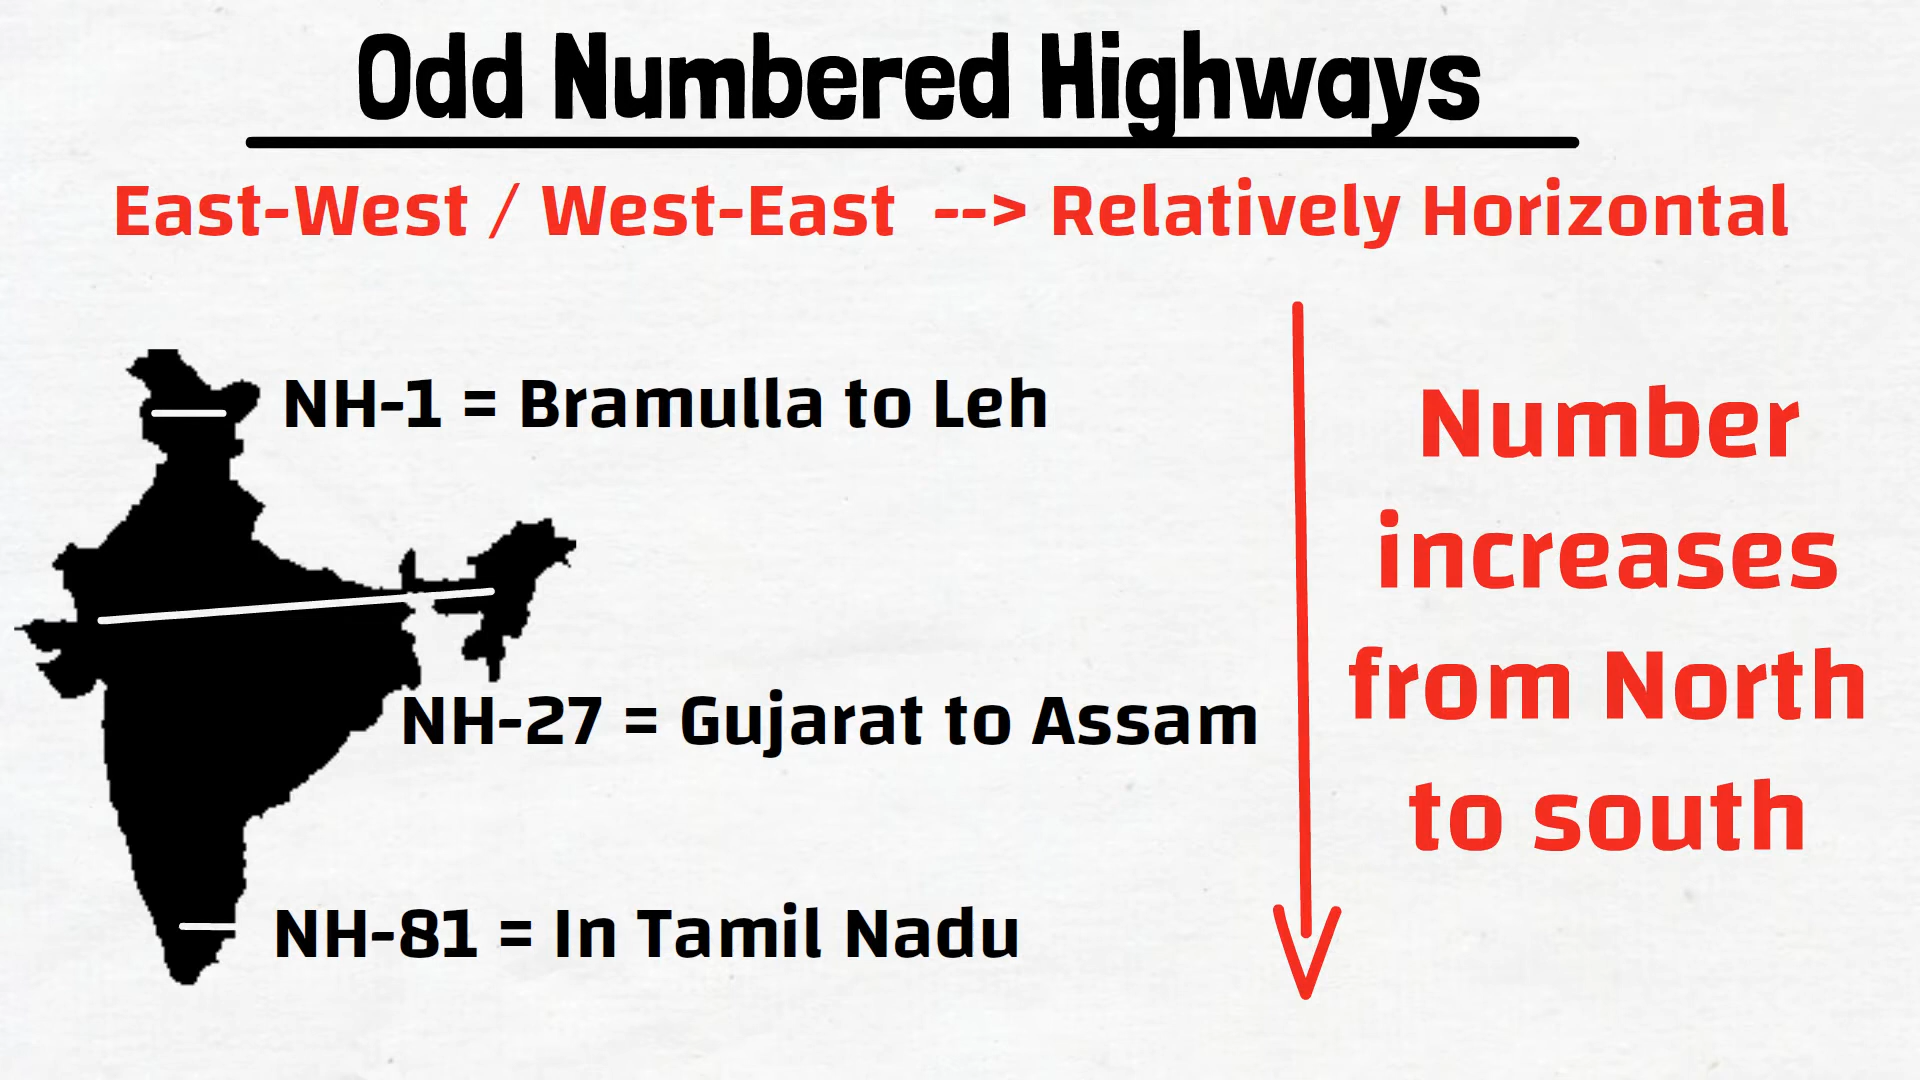 Odd Numbered Highways
East-West / West-East --> Relatively Horizontal
NH-1 = Bramulla to Leh
NH-27 = Gujarat to Assam
NH-81 = In Tamil Nadu
Number
increases
from North
to south